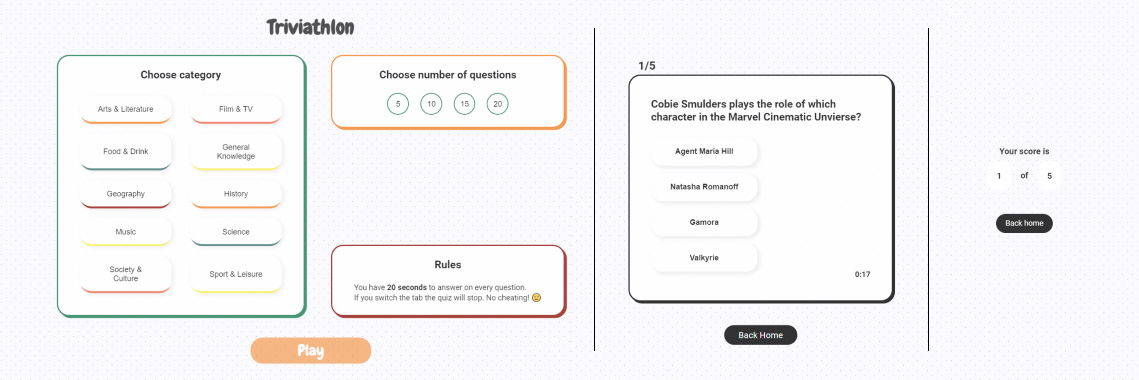 Triviathlon
Choose category
Arts & Literature
Film & TV
Food & Drink
General
Knowledge
Geography
History
Music
Science
Society &
Culture
Sport & Leisure
Choose number of questions
5
10
15
20
Rules
You have 20 seconds to answer on every question.
If you switch the tab the quiz will stop. No cheating! 😉
Play
1/5
Cobie Smulders plays the role of which
character in the Marvel Cinematic Unvierse?
Agent Maria Hill
Natasha Romanoff
Gamora
Valkyrie
0:17
Back Home
Your score is
1 of 5
Back home